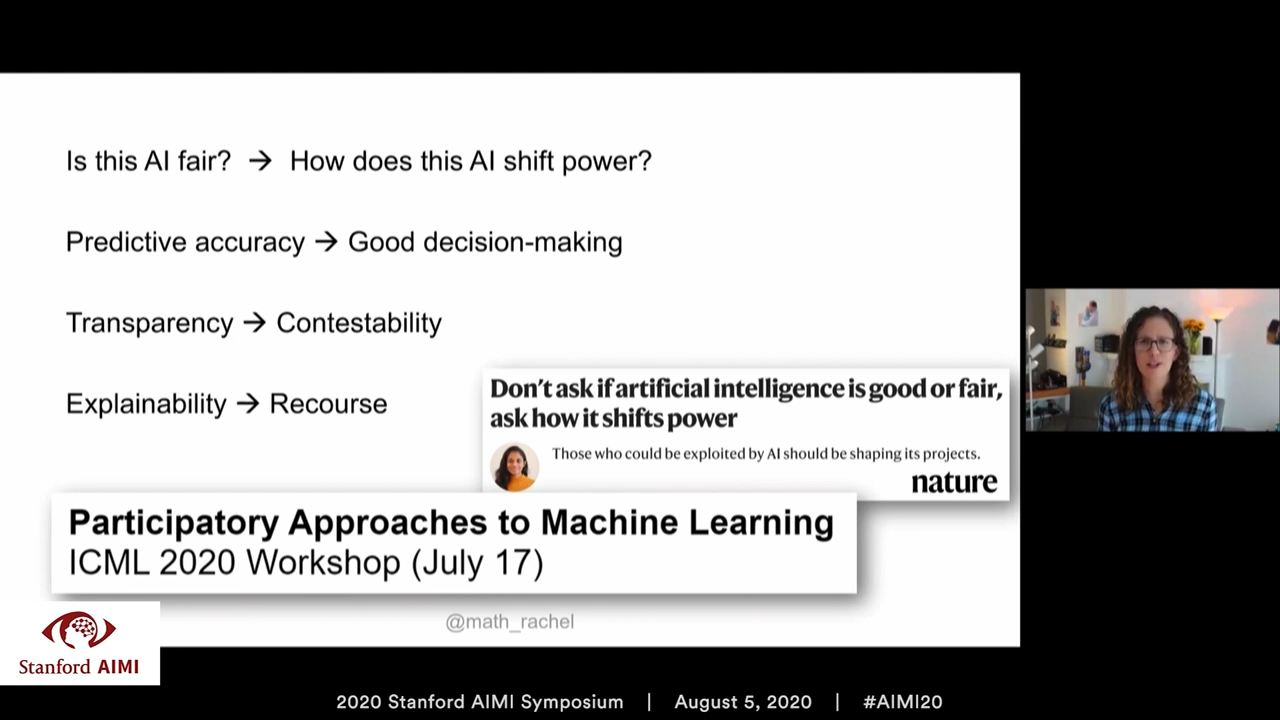 Is this AI fair? → How does this AI shift power?
Predictive accuracy → Good decision-making
Transparency → Contestability
Explainability → Recourse
Don't ask if artificial intelligence is good or fair,
ask how it shifts power
Those who could be exploited by AI should be shaping its projects.
nature
Participatory Approaches to Machine Learning
ICML 2020 Workshop (July 17)
@math_rachel
Stanford AIMI
2020 Stanford AIMI Symposium | August 5, 2020 | #AIMI20